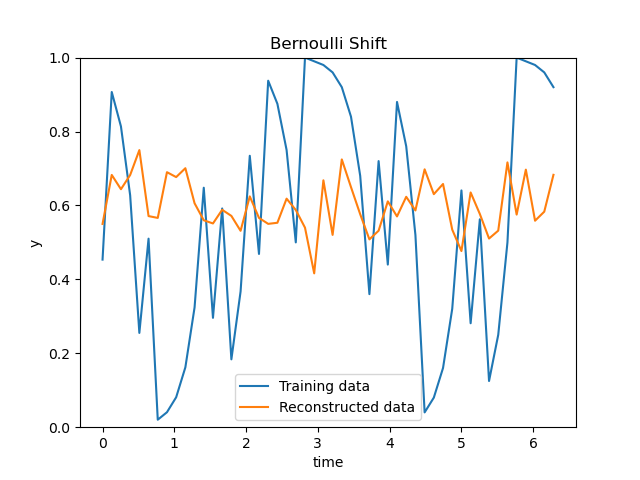 Bernoulli Shift
1.0
0.8
0.6
0.4
0.2
0.0
y
0 1 2 3 4 5 6
time
Training data
Reconstructed data